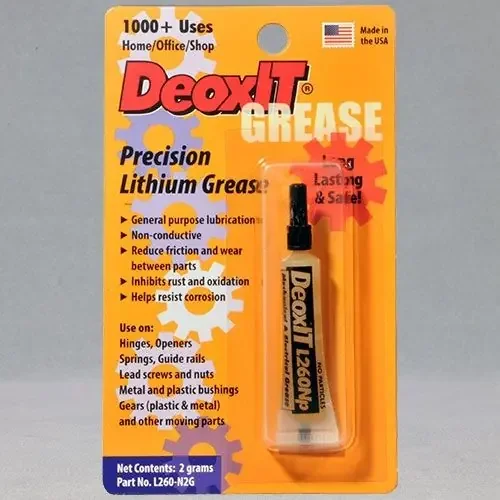 1000+ Uses
Home/Office/Shop
Made in
the USA
DeoxIT®
GREASE
Precision
Lithium Grease
Long
Lasting
& Safe!
▸ General purpose lubrication
▸ Non-conductive
▸ Reduce friction and wear
between parts
▸ Inhibits rust and oxidation
▸ Helps resist corrosion
Use on:
Hinges, Openers
Springs, Guide rails
Lead screws and nuts
Metal and plastic bushings
Gears (plastic & metal)
and other moving parts
Net Contents: 2 grams
Part No. L260-N2G
DeoxIT L260Np
Mechanical & Electrical Grease
NO PARTICLES